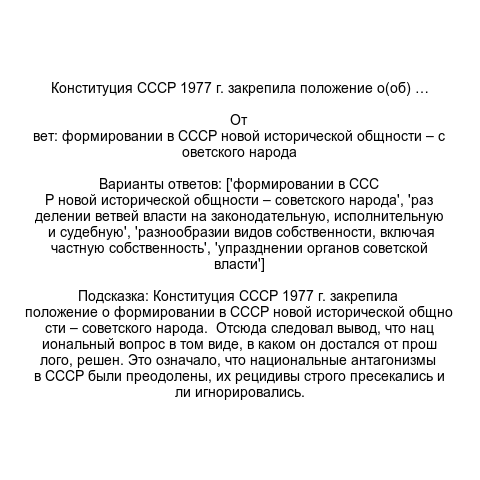 Конституция СССР 1977 г. закрепила положение о(об) …
От
вет: формировании в СССР новой исторической общности – с
оветского народа
Варианты ответов: ['формировании в ССС
Р новой исторической общности – советского народа', 'раз
делении ветвей власти на законодательную, исполнительную
и судебную', 'разнообразии видов собственности, включая
частную собственность', 'упразднении органов советской
власти']
Подсказка: Конституция СССР 1977 г. закрепила
положение о формировании в СССР новой исторической общно
сти – советского народа.  Отсюда следовал вывод, что нац
иональный вопрос в том виде, в каком он достался от прош
лого, решен. Это означало, что национальные антагонизмы
в СССР были преодолены, их рецидивы строго пресекались и
ли игнорировались.